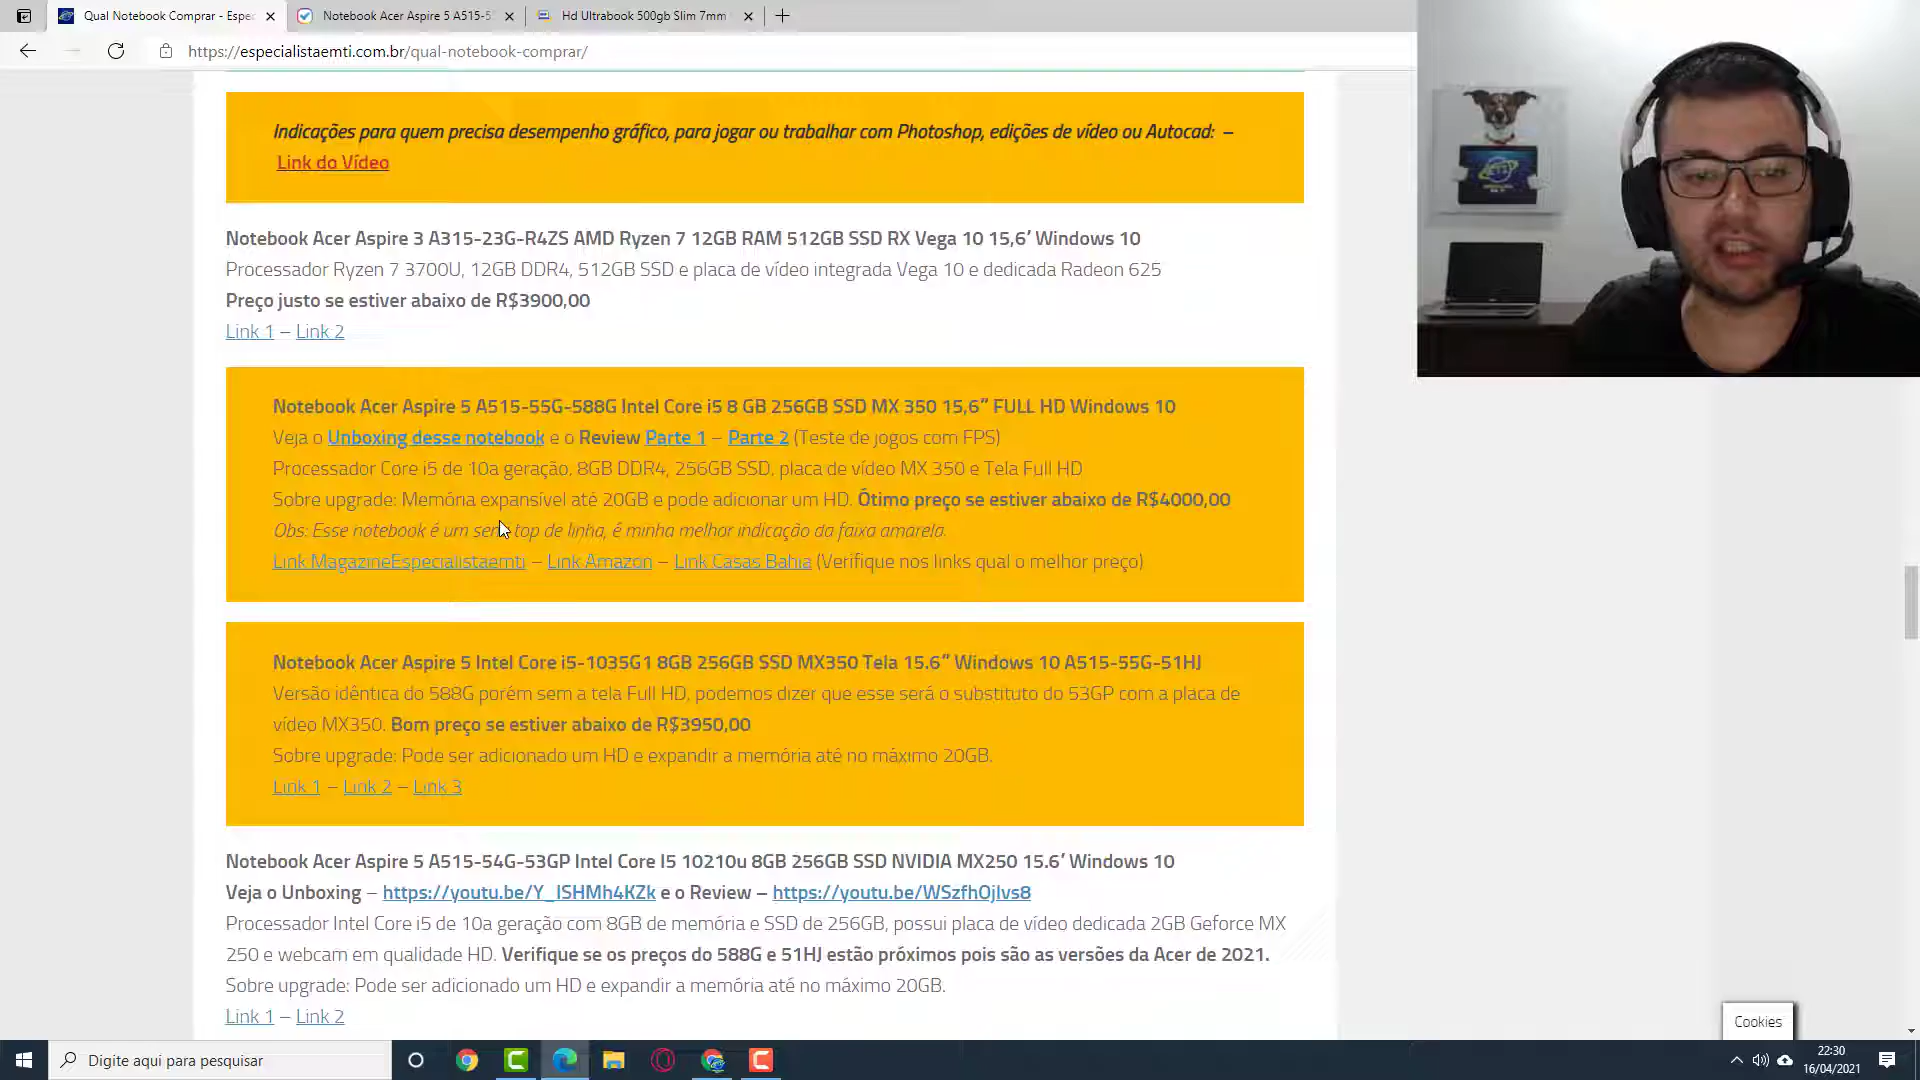 Qual Notebook Comprar - Espec
Notebook Acer Aspire 5 A515-5
Hd Ultrabook 500gb Slim 7mm
https://especialistaemti.com.br/qual-notebook-comprar/
Indicações para quem precisa desempenho gráfico, para jogar ou trabalhar com Photoshop, edições de vídeo ou Autocad: –
Link do Vídeo
Notebook Acer Aspire 3 A315-23G-R4ZS AMD Ryzen 7 12GB RAM 512GB SSD RX Vega 10 15,6′ Windows 10
Processador Ryzen 7 3700U, 12GB DDR4, 512GB SSD e placa de vídeo integrada Vega 10 e dedicada Radeon 625
Preço justo se estiver abaixo de R$3900,00
Link 1 – Link 2
Notebook Acer Aspire 5 A515-55G-588G Intel Core i5 8 GB 256GB SSD MX 350 15,6″ FULL HD Windows 10
Veja o Unboxing desse notebook e o Review Parte 1 – Parte 2 (Teste de jogos com FPS)
Processador Core i5 de 10a geração, 8GB DDR4, 256GB SSD, placa de vídeo MX 350 e Tela Full HD
Sobre upgrade: Memória expansível até 20GB e pode adicionar um HD. Ótimo preço se estiver abaixo de R$4000,00
Obs: Esse notebook é um semi top de linha, é minha melhor indicação da faixa amarela.
Link MagazineEspecialistaemti – Link Amazon – Link Casas Bahia (Verifique nos links qual o melhor preço)
Notebook Acer Aspire 5 Intel Core i5-1035G1 8GB 256GB SSD MX350 Tela 15.6″ Windows 10 A515-55G-51HJ
Versão idêntica do 588G porém sem a tela Full HD, podemos dizer que esse será o substituto do 53GP com a placa de
vídeo MX350. Bom preço se estiver abaixo de R$3950,00
Sobre upgrade: Pode ser adicionado um HD e expandir a memória até no máximo 20GB.
Link 1 – Link 2 – Link 3
Notebook Acer Aspire 5 A515-54G-53GP Intel Core I5 10210u 8GB 256GB SSD NVIDIA MX250 15.6′ Windows 10
Veja o Unboxing – https://youtu.be/Y_ISHMh4KZk e o Review – https://youtu.be/WSzfhOjIvs8
Processador Intel Core i5 de 10a geração com 8GB de memória e SSD de 256GB, possui placa de vídeo dedicada 2GB Geforce MX
250 e webcam em qualidade HD. Verifique se os preços do 588G e 51HJ estão próximos pois são as versões da Acer de 2021.
Sobre upgrade: Pode ser adicionado um HD e expandir a memória até no máximo 20GB.
Link 1 – Link 2
Cookies
Digite aqui para pesquisar
22:30
16/04/2021